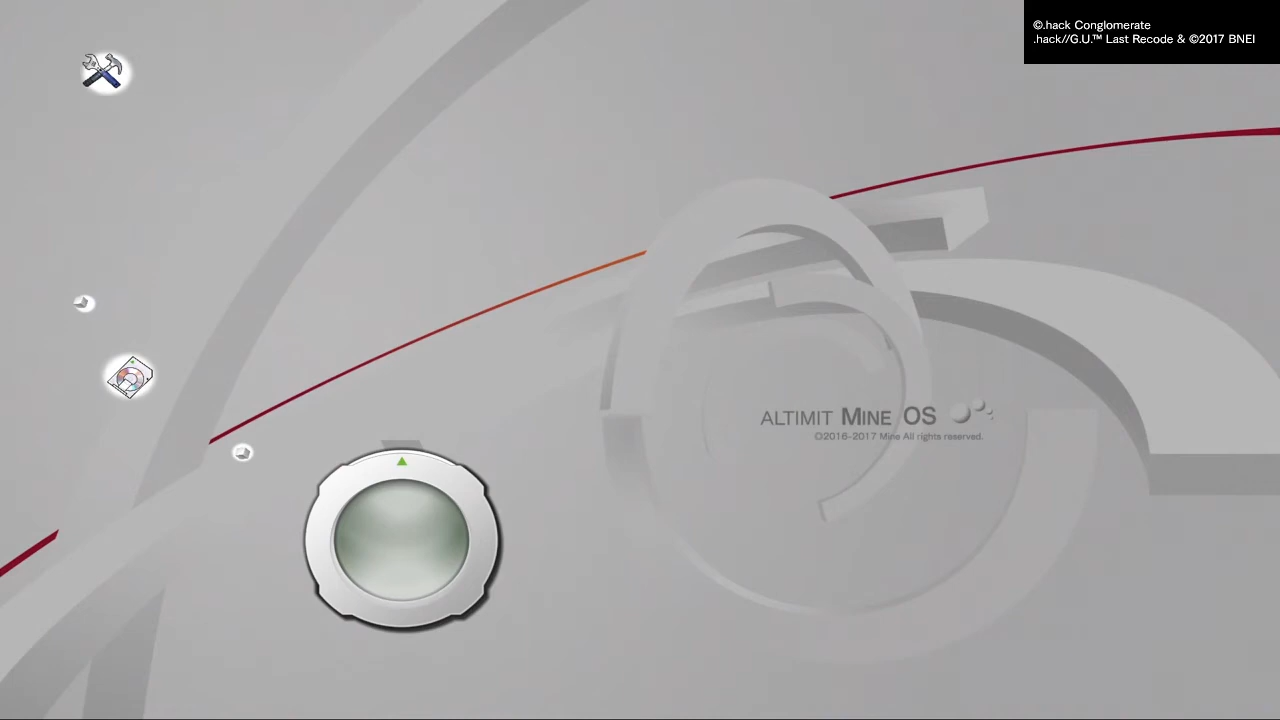 ©.hack Conglomerate
.hack//G.U.™ Last Recode & ©2017 BNEI
ALTIMIT MINE OS
©2016-2017 Mine All rights reserved.